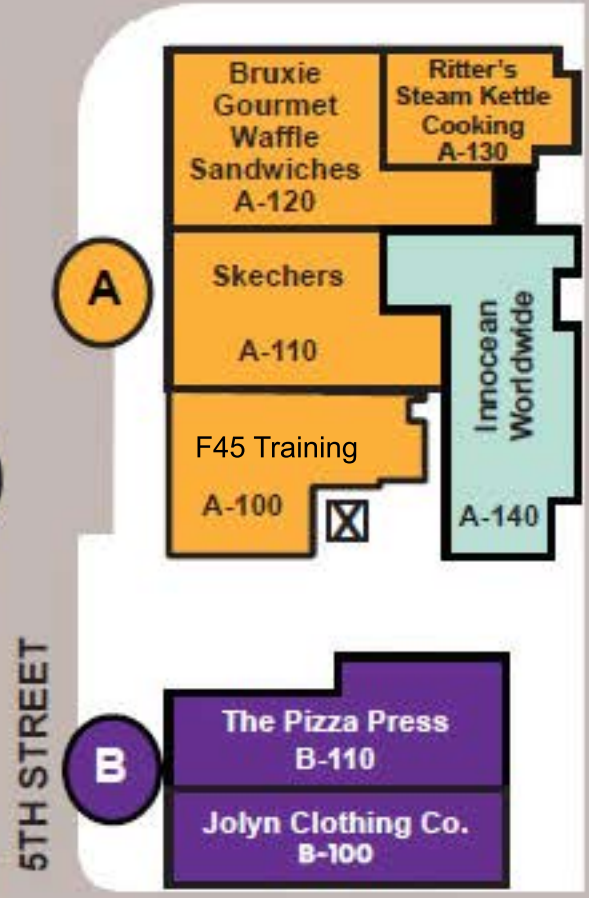 Bruxie
Gourmet
Waffle
Sandwiches
A-120
Ritter's
Steam Kettle
Cooking
A-130
A
Skechers
A-110
Innocean
Worldwide
A-140
F45 Training
A-100
X
5TH STREET
B
The Pizza Press
B-110
Jolyn Clothing Co.
B-100